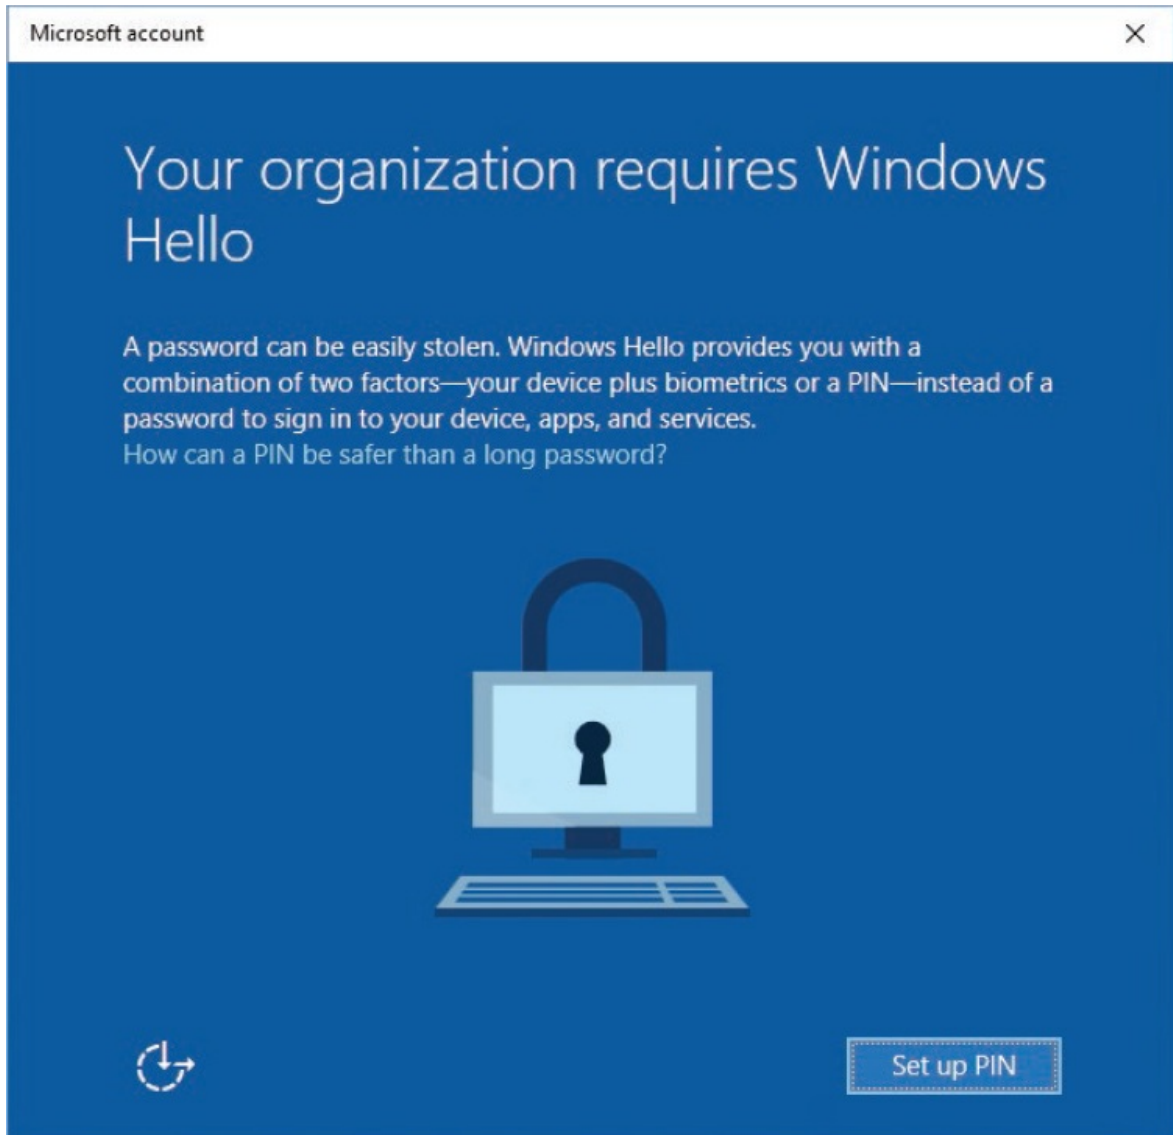 Microsoft account
Your organization requires Windows
Hello
A password can be easily stolen. Windows Hello provides you with a
combination of two factors—your device plus biometrics or a PIN—instead of a
password to sign in to your device, apps, and services.
How can a PIN be safer than a long password?
Set up PIN